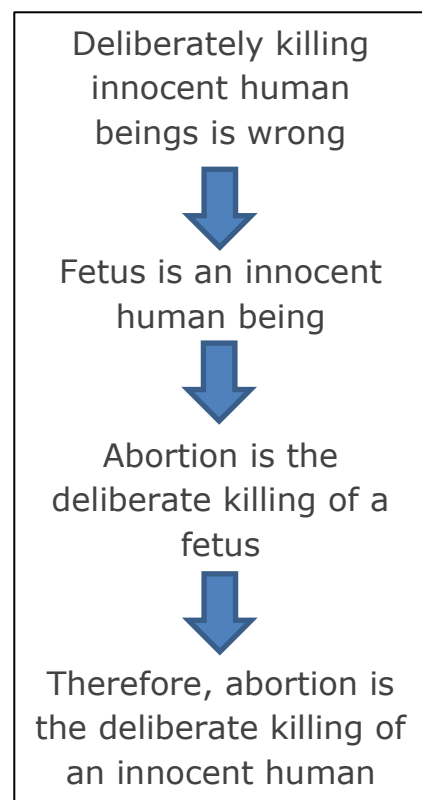 Deliberately killing
innocent human
beings is wrong
Fetus is an innocent
human being
Abortion is the
deliberate killing of a
fetus
Therefore, abortion is
the deliberate killing of
an innocent human